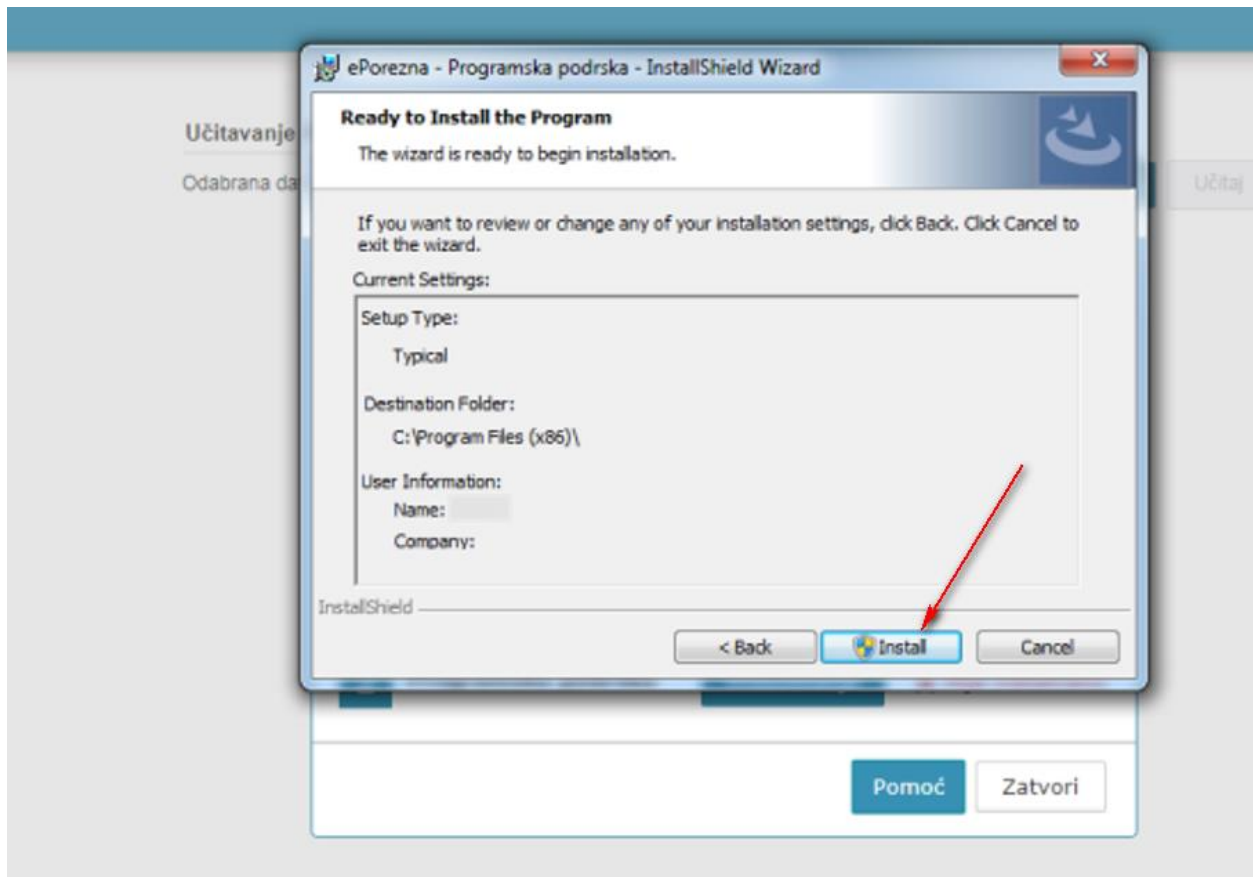 ePorezna - Programska podrska - InstallShield Wizard
Ready to Install the Program
The wizard is ready to begin installation.
Učitavanje
Odabrana da
Učitaj
If you want to review or change any of your installation settings, click Back. Click Cancel to
exit the wizard.
Current Settings:
Setup Type:
Typical
Destination Folder:
C:\Program Files (x86)\
User Information:
Name:
Company:
InstallShield
< Back
Install
Cancel
Pomoć
Zatvori